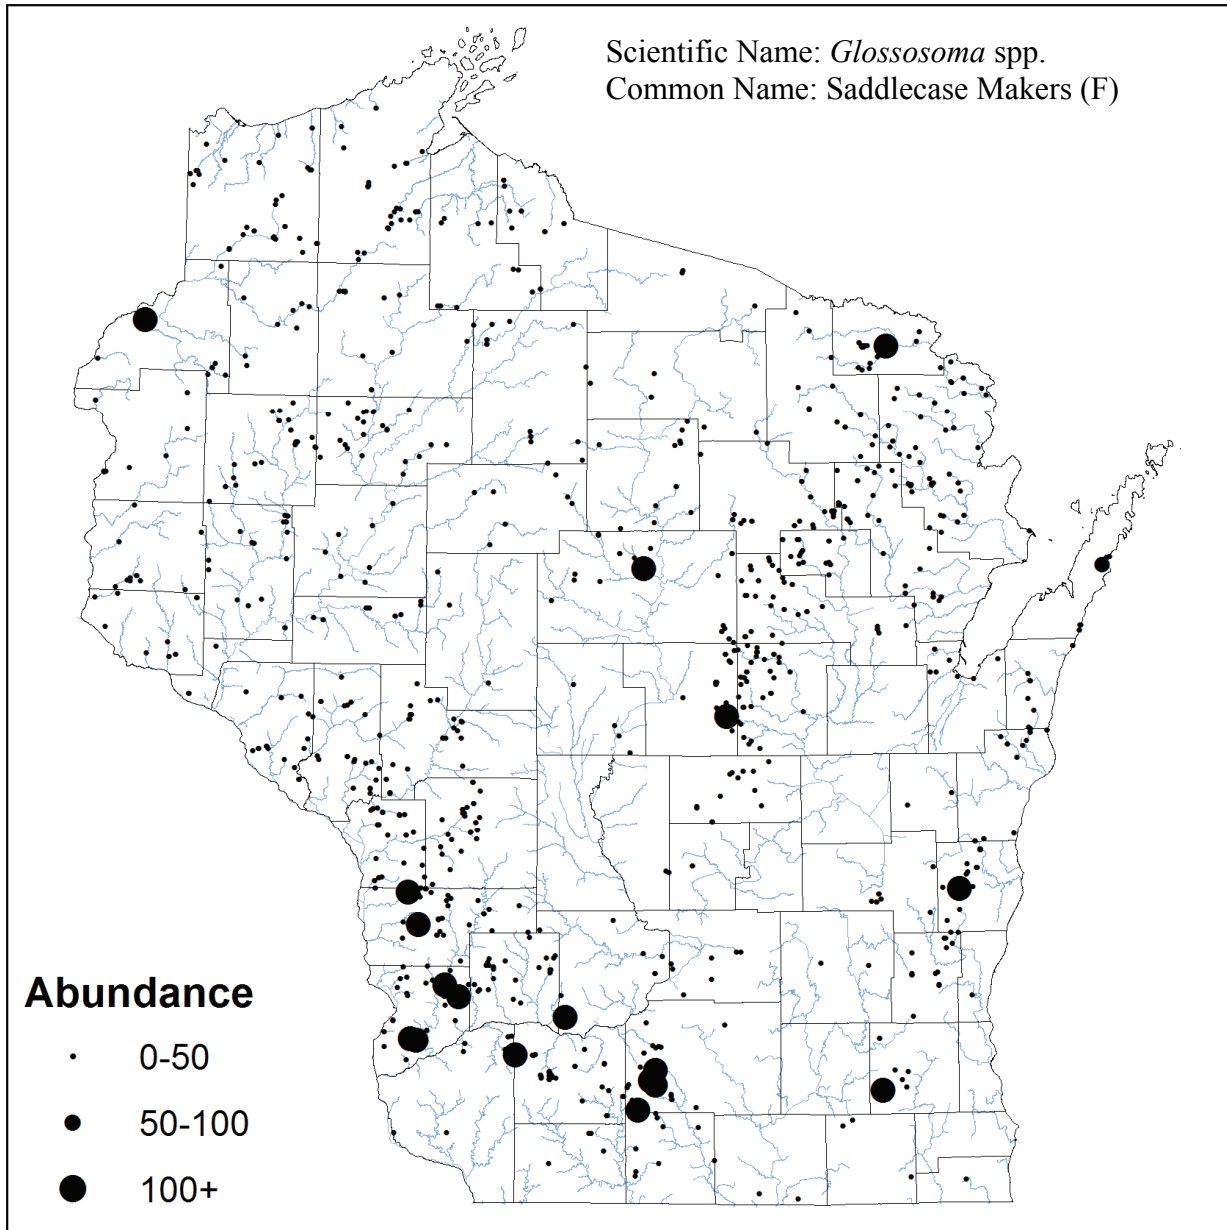 Scientific Name: Glossosoma spp.
Common Name: Saddlecase Makers (F)
Abundance
0-50
50-100
100+